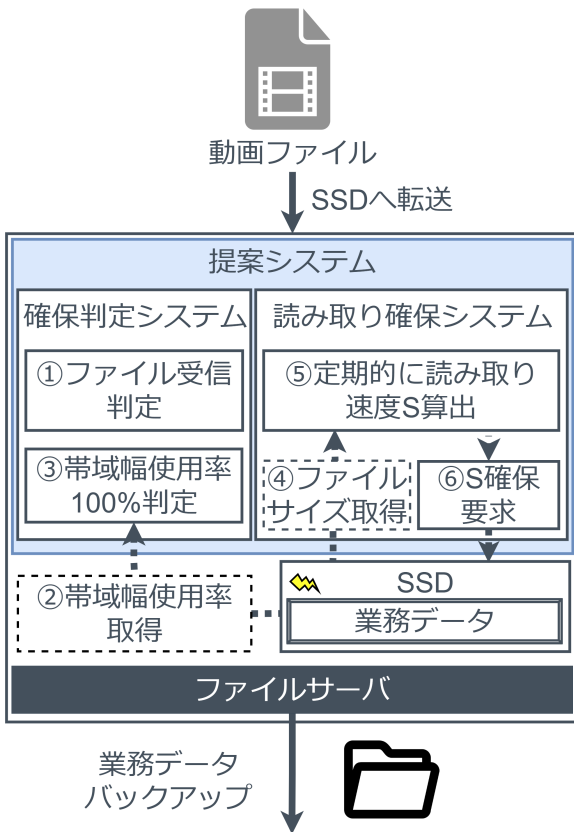 動画ファイル
SSDへ転送
提案システム
確保判定システム
①ファイル受信
判定
③帯域幅使用率
100%判定
読み取り確保システム
⑤定期的に読み取り
速度S算出
④ファイル
サイズ取得
⑥S確保
要求
②帯域幅使用率
取得
SSD
業務データ
ファイルサーバ
業務データ
バックアップ